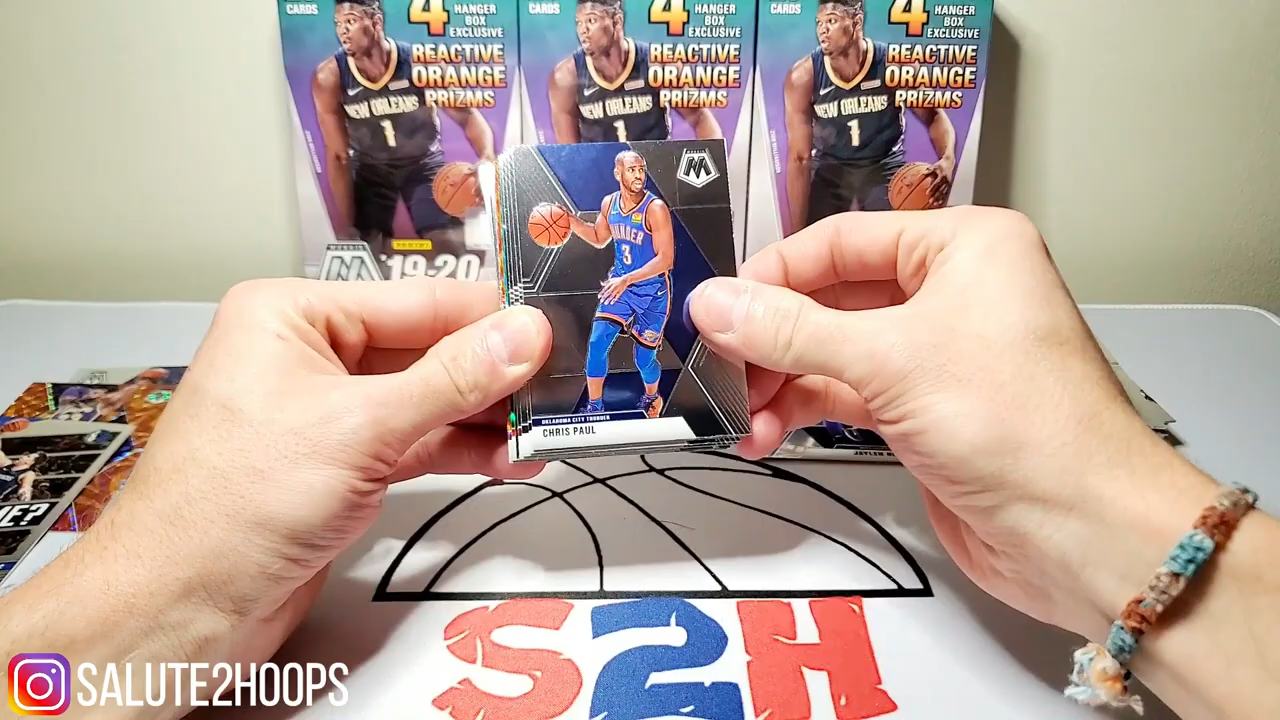 CARDS
4 HANGER
BOX
EXCLUSIVE
REACTIVE
ORANGE
PRIZMS
NEW ORLEANS
1
MOSAIC
PANINI
19-20
CARDS
4 HANGER
BOX
EXCLUSIVE
REACTIVE
ORANGE
PRIZMS
NEW ORLEANS
1
CARDS
4 HANGER
BOX
EXCLUSIVE
REACTIVE
ORANGE
PRIZMS
NEW ORLEANS
1
MOSAIC
THUNDER
3
OKLAHOMA CITY THUNDER
CHRIS PAUL
S2H
SALUTE2HOOPS